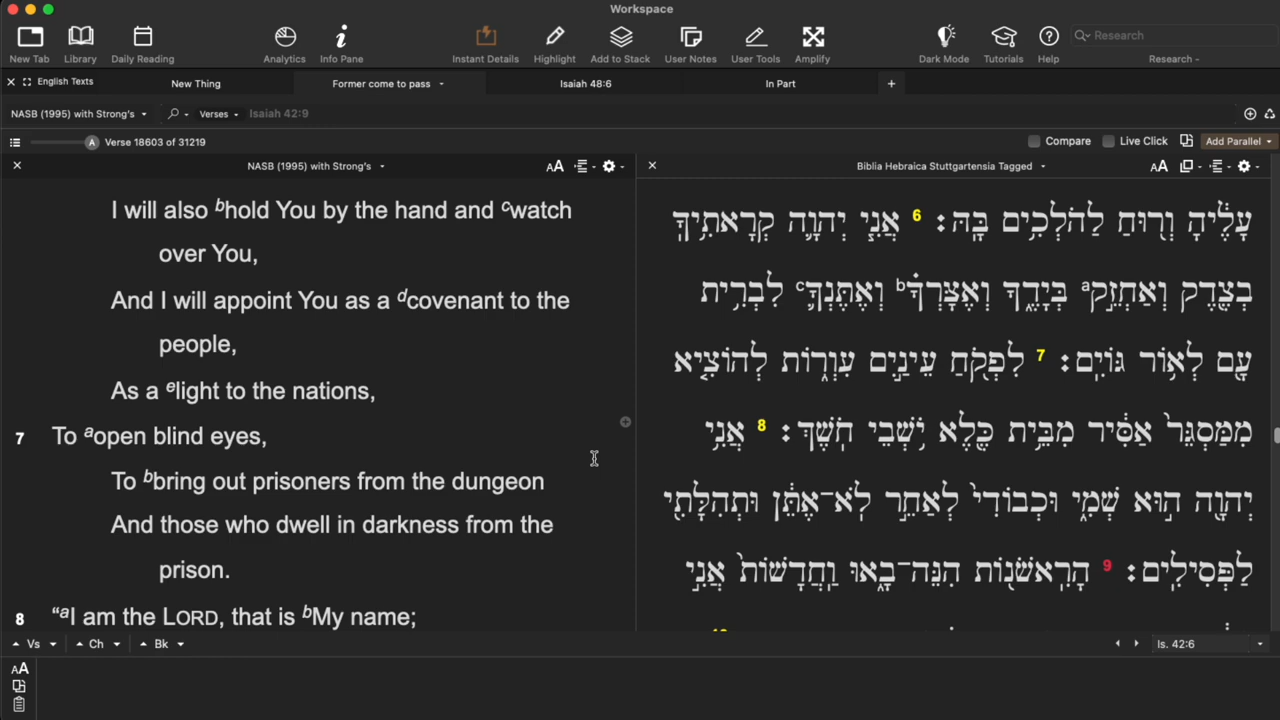 Workspace
New Tab
Library
Daily Reading
Analytics
Info Pane
Instant Details
Highlight
Add to Stack
User Notes
User Tools
Amplify
Dark Mode
Tutorials
Help
Research
Research
English Texts
New Thing
Former come to pass
Isaiah 48:6
In Part
NASB (1995) with Strong's
Verses
Isaiah 42:9
A Verse 18603 of 31219
Compare
Live Click
Add Parallel
NASB (1995) with Strong's
I will also bhold You by the hand and cwatch
over You,
And I will appoint You as a dcovenant to the
people,
As a elight to the nations,
7 To aopen blind eyes,
To bbring out prisoners from the dungeon
And those who dwell in darkness from the
prison.
8 “aI am the LORD, that is bMy name;
Biblia Hebraica Stuttgartensia Tagged
עָלֶ֔יהָ וְר֖וּחַ לַהֹלְכִ֥ים בָּֽהּ׃ 6 אֲנִ֧י יְהוָ֛ה קְרָאתִ֥יךָֽ
בְצֶ֖דֶק וְאַחְזֵ֣קa בְּיָדֶ֑ךָ וְאֶצָּרְךָ֗b וְאֶתֶּנְךָ֛c לִבְרִ֥ית
עָ֖ם לְא֥וֹר גּוֹיִֽם׃ 7 לִפְקֹ֖חַ עֵינַ֣יִם עִוְר֑וֹת לְהוֹצִ֤יא
מִמַּסְגֵּר֙ אַסִּ֔יר מִבֵּ֥ית כֶּ֖לֶא יֹ֥שְׁבֵי חֹֽשֶׁךְ׃ 8 אֲנִ֥י
יְהוָ֖ה ה֣וּא שְׁמִ֑י וּכְבוֹדִי֙ לְאַחֵ֣ר לֹֽא־אֶתֵּ֔ן וּתְהִלָּתִ֖י
לַפְּסִילִֽים׃ 9 הָרִֽאשֹׁנ֖וֹת הִנֵּה־בָ֑אוּ וַֽחֲדָשׁוֹת֙ אֲנִ֣י
Vs
Ch
Bk
Is. 42:6
AA